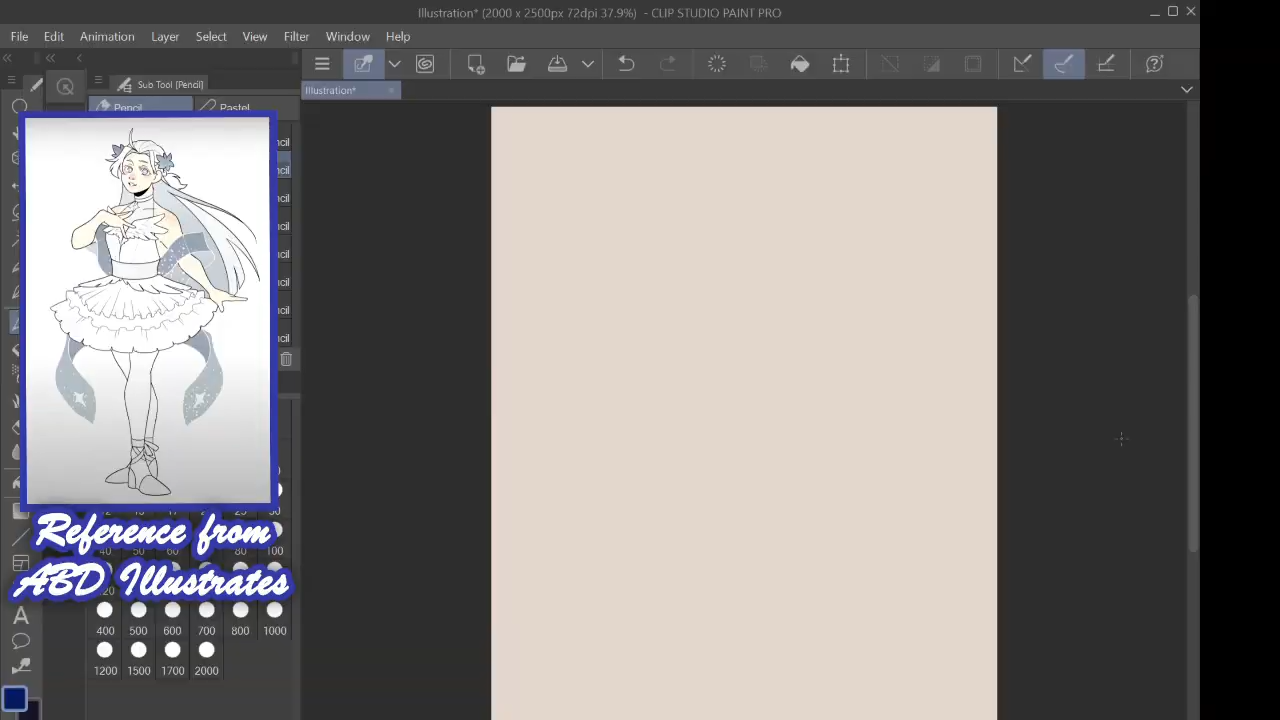 Illustration* (2000 x 2500px 72dpi 37.9%) - CLIP STUDIO PAINT PRO
File Edit Animation Layer Select View Filter Window Help
Sub Tool [Pencil]
Illustration*
Pencil Pastel
Reference from
ABD Illustrates
40 50 60 80 100
400 500 600 700 800 1000
1200 1500 1700 2000